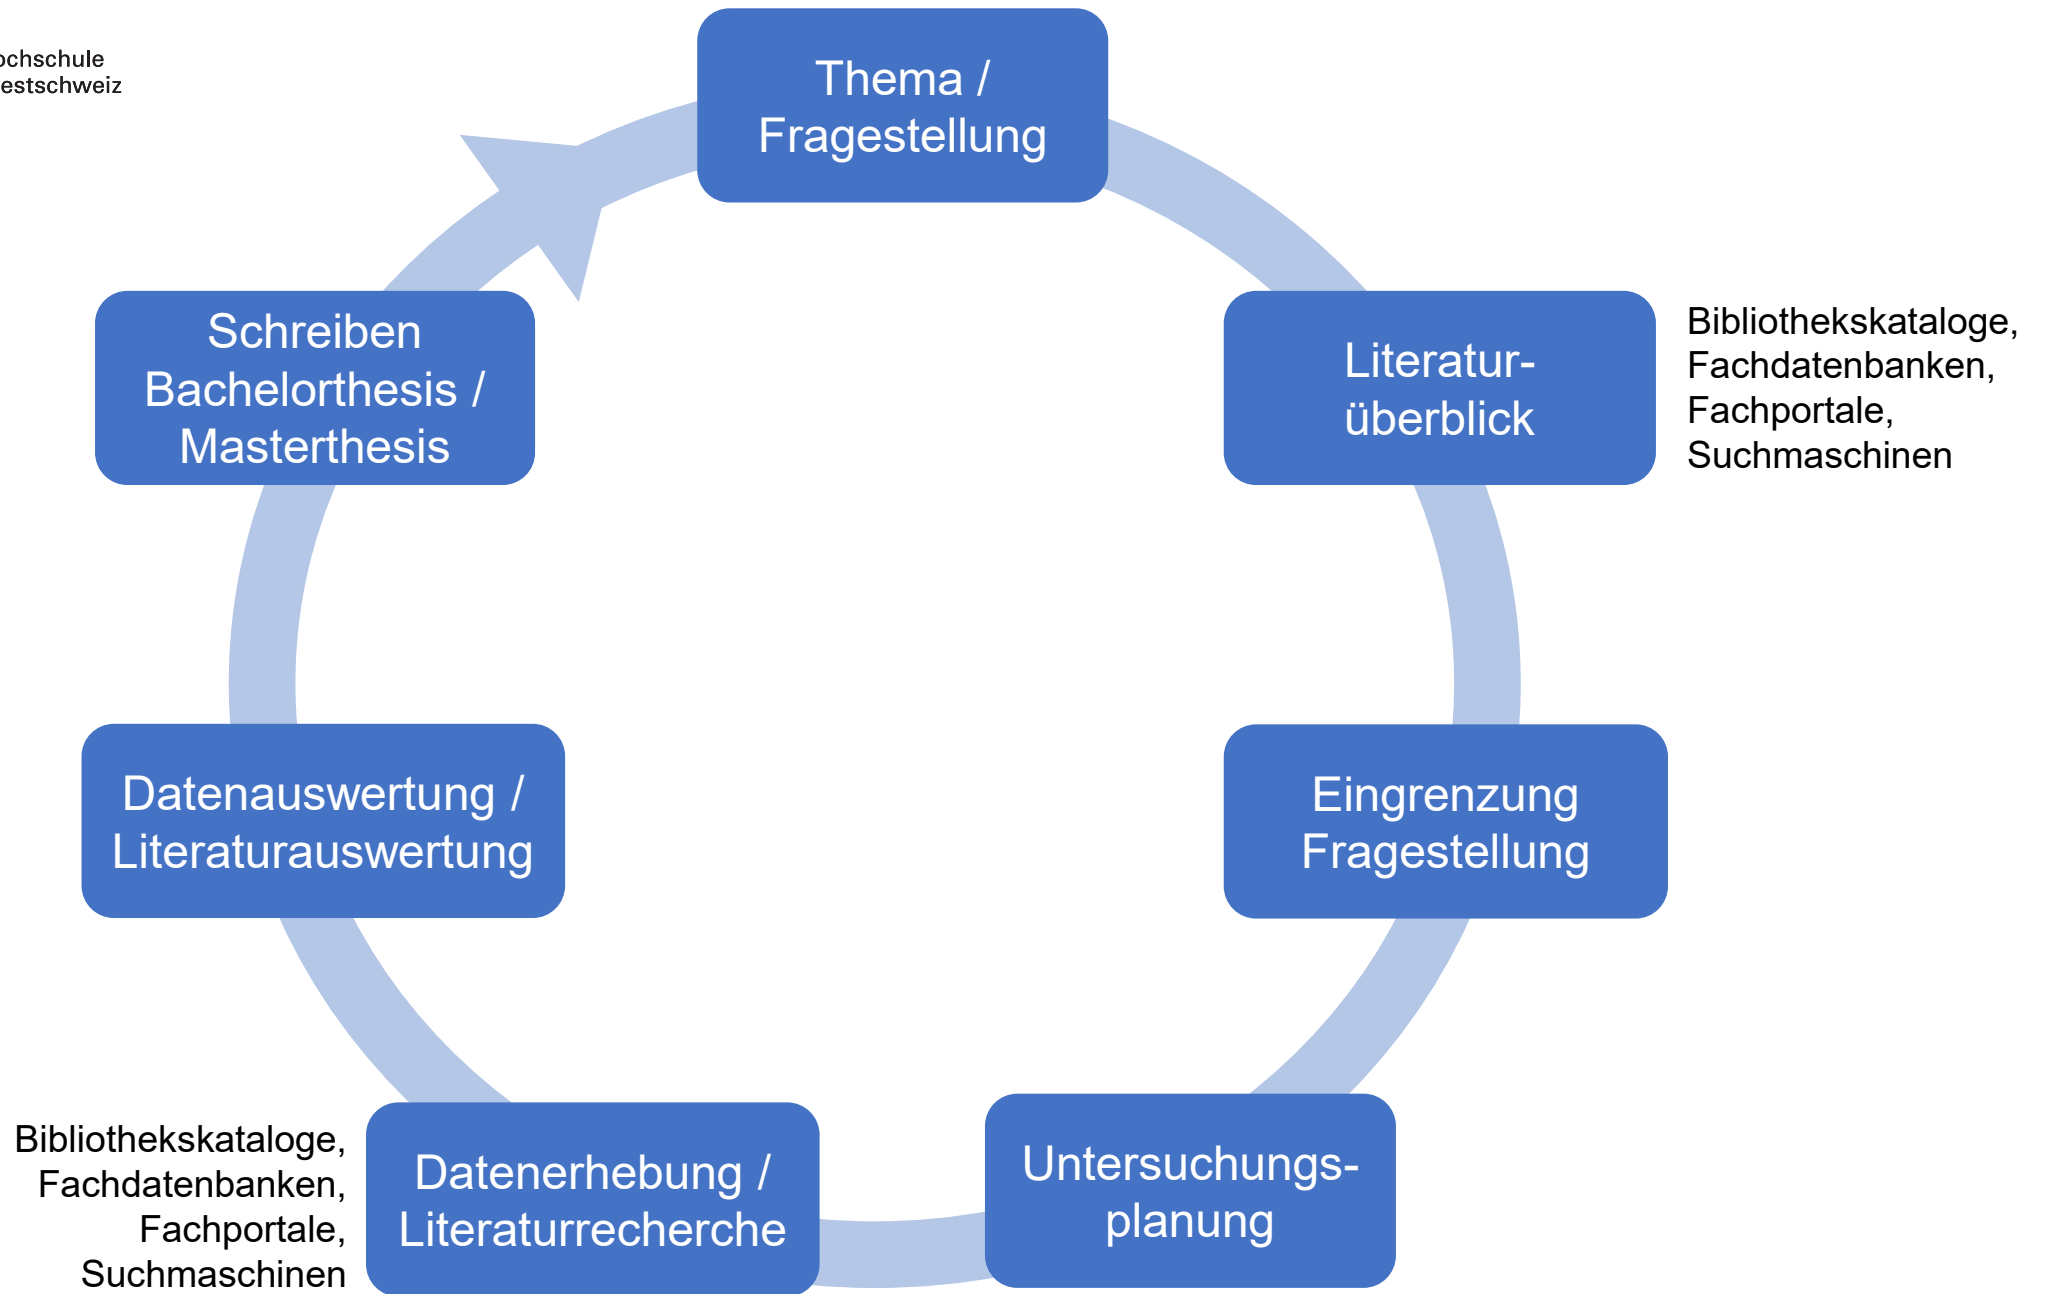 ochschule
estschweiz
Thema /
Fragestellung
Literatur-
überblick
Bibliothekskataloge,
Fachdatenbanken,
Fachportale,
Suchmaschinen
Eingrenzung
Fragestellung
Untersuchungs-
planung
Datenerhebung /
Literaturrecherche
Bibliothekskataloge,
Fachdatenbanken,
Fachportale,
Suchmaschinen
Datenauswertung /
Literaturauswertung
Schreiben
Bachelorthesis /
Masterthesis